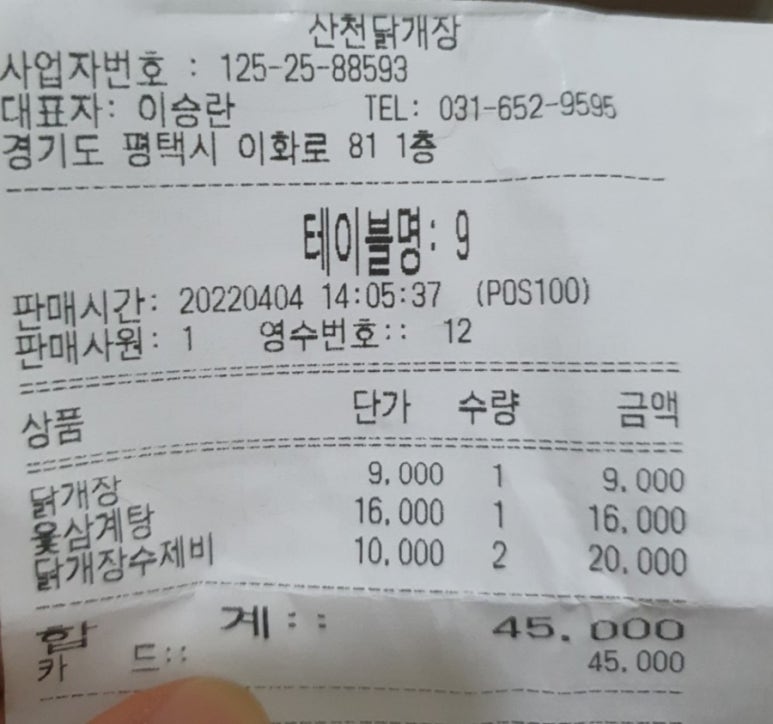 산천닭개장
사업자번호 : 125-25-88593
대표자: 이승란 TEL: 031-652-9595
경기도 평택시 이화로 81 1층
테이블명: 9
판매시간: 20220404 14:05:37 (POS100)
판매사원: 1 영수번호:: 12
상품 단가 수량 금액
닭개장 9,000 1 9,000
옻삼계탕 16,000 1 16,000
닭개장수제비 10,000 2 20,000
합 계:: 45.000
카 드:: 45.000